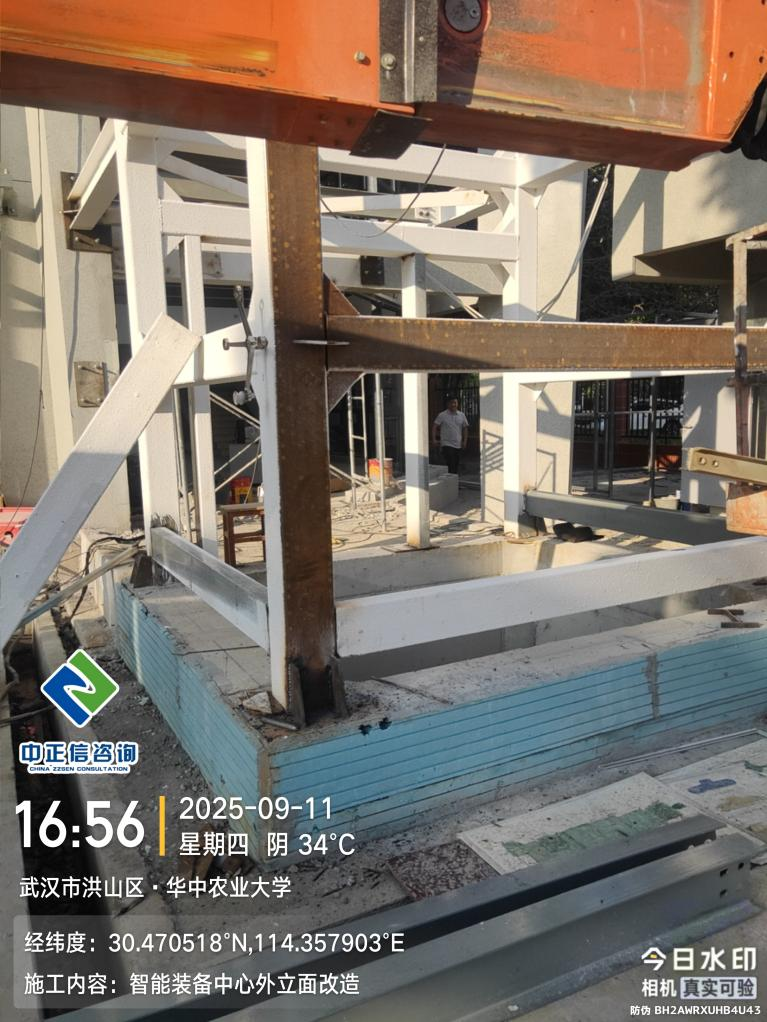 中正信咨询
CHINA ZZSEN CONSULTATION
16:56
2025-09-11
星期四 阴 34°C
武汉市洪山区·华中农业大学
经纬度：30.470518°N,114.357903°E
施工内容：智能装备中心外立面改造
今日水印
相机 真实可验
防伪 BH2AWRXUHB4U43